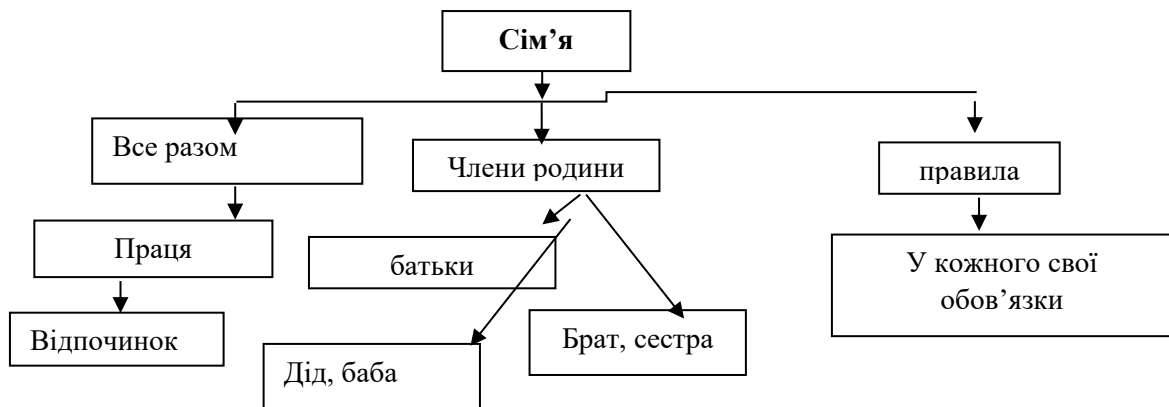 Сім’я
Все разом
Члени родини
правила
Праця
батьки
У кожного свої
обов’язки
Відпочинок
Брат, сестра
Дід, баба